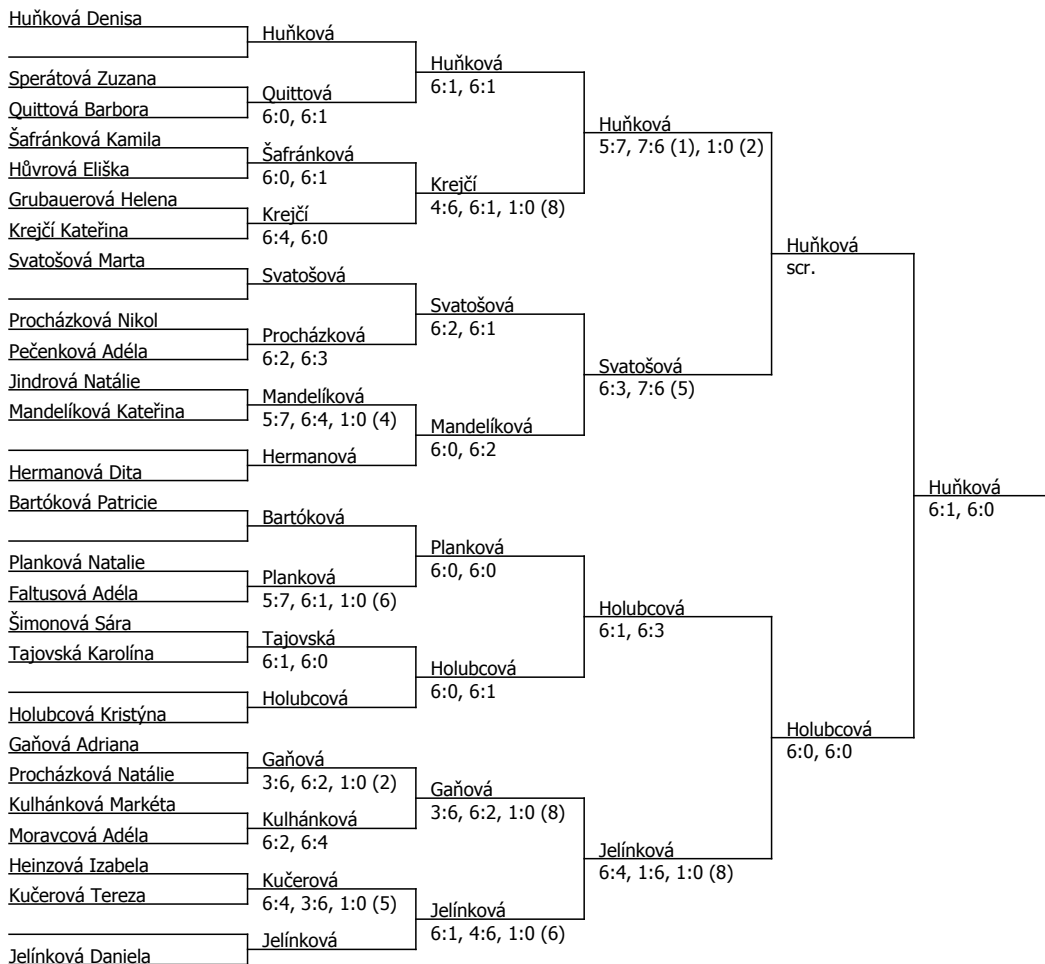 Huňková Denisa
Sperátová Zuzana
Quittová Barbora
Šafránková Kamila
Hůvrová Eliška
Grubauerová Helena
Krejčí Kateřina
Svatošová Marta
Procházková Nikol
Pečenková Adéla
Jindrová Natálie
Mandelíková Kateřina
Hermanová Dita
Bartóková Patricie
Planková Natalie
Faltusová Adéla
Šimonová Sára
Tajovská Karolína
Holubcová Kristýna
Gaňová Adriana
Procházková Natálie
Kulhánková Markéta
Moravcová Adéla
Heinzová Izabela
Kučerová Tereza
Jelínková Daniela
Huňková
Quittová
6:0, 6:1
Šafránková
6:0, 6:1
Krejčí
6:4, 6:0
Svatošová
Procházková
6:2, 6:3
Mandelíková
5:7, 6:4, 1:0 (4)
Hermanová
Bartóková
Planková
5:7, 6:1, 1:0 (6)
Tajovská
6:1, 6:0
Holubcová
Gaňová
3:6, 6:2, 1:0 (2)
Kulhánková
6:2, 6:4
Kučerová
6:4, 3:6, 1:0 (5)
Jelínková
Huňková
6:1, 6:1
Krejčí
4:6, 6:1, 1:0 (8)
Svatošová
6:2, 6:1
Mandelíková
6:0, 6:2
Planková
6:0, 6:0
Holubcová
6:0, 6:1
Gaňová
3:6, 6:2, 1:0 (8)
Jelínková
6:1, 4:6, 1:0 (6)
Huňková
5:7, 7:6 (1), 1:0 (2)
Svatošová
6:3, 7:6 (5)
Holubcová
6:1, 6:3
Jelínková
6:4, 1:6, 1:0 (8)
Huňková
scr.
Holubcová
6:0, 6:0
Huňková
6:1, 6:0